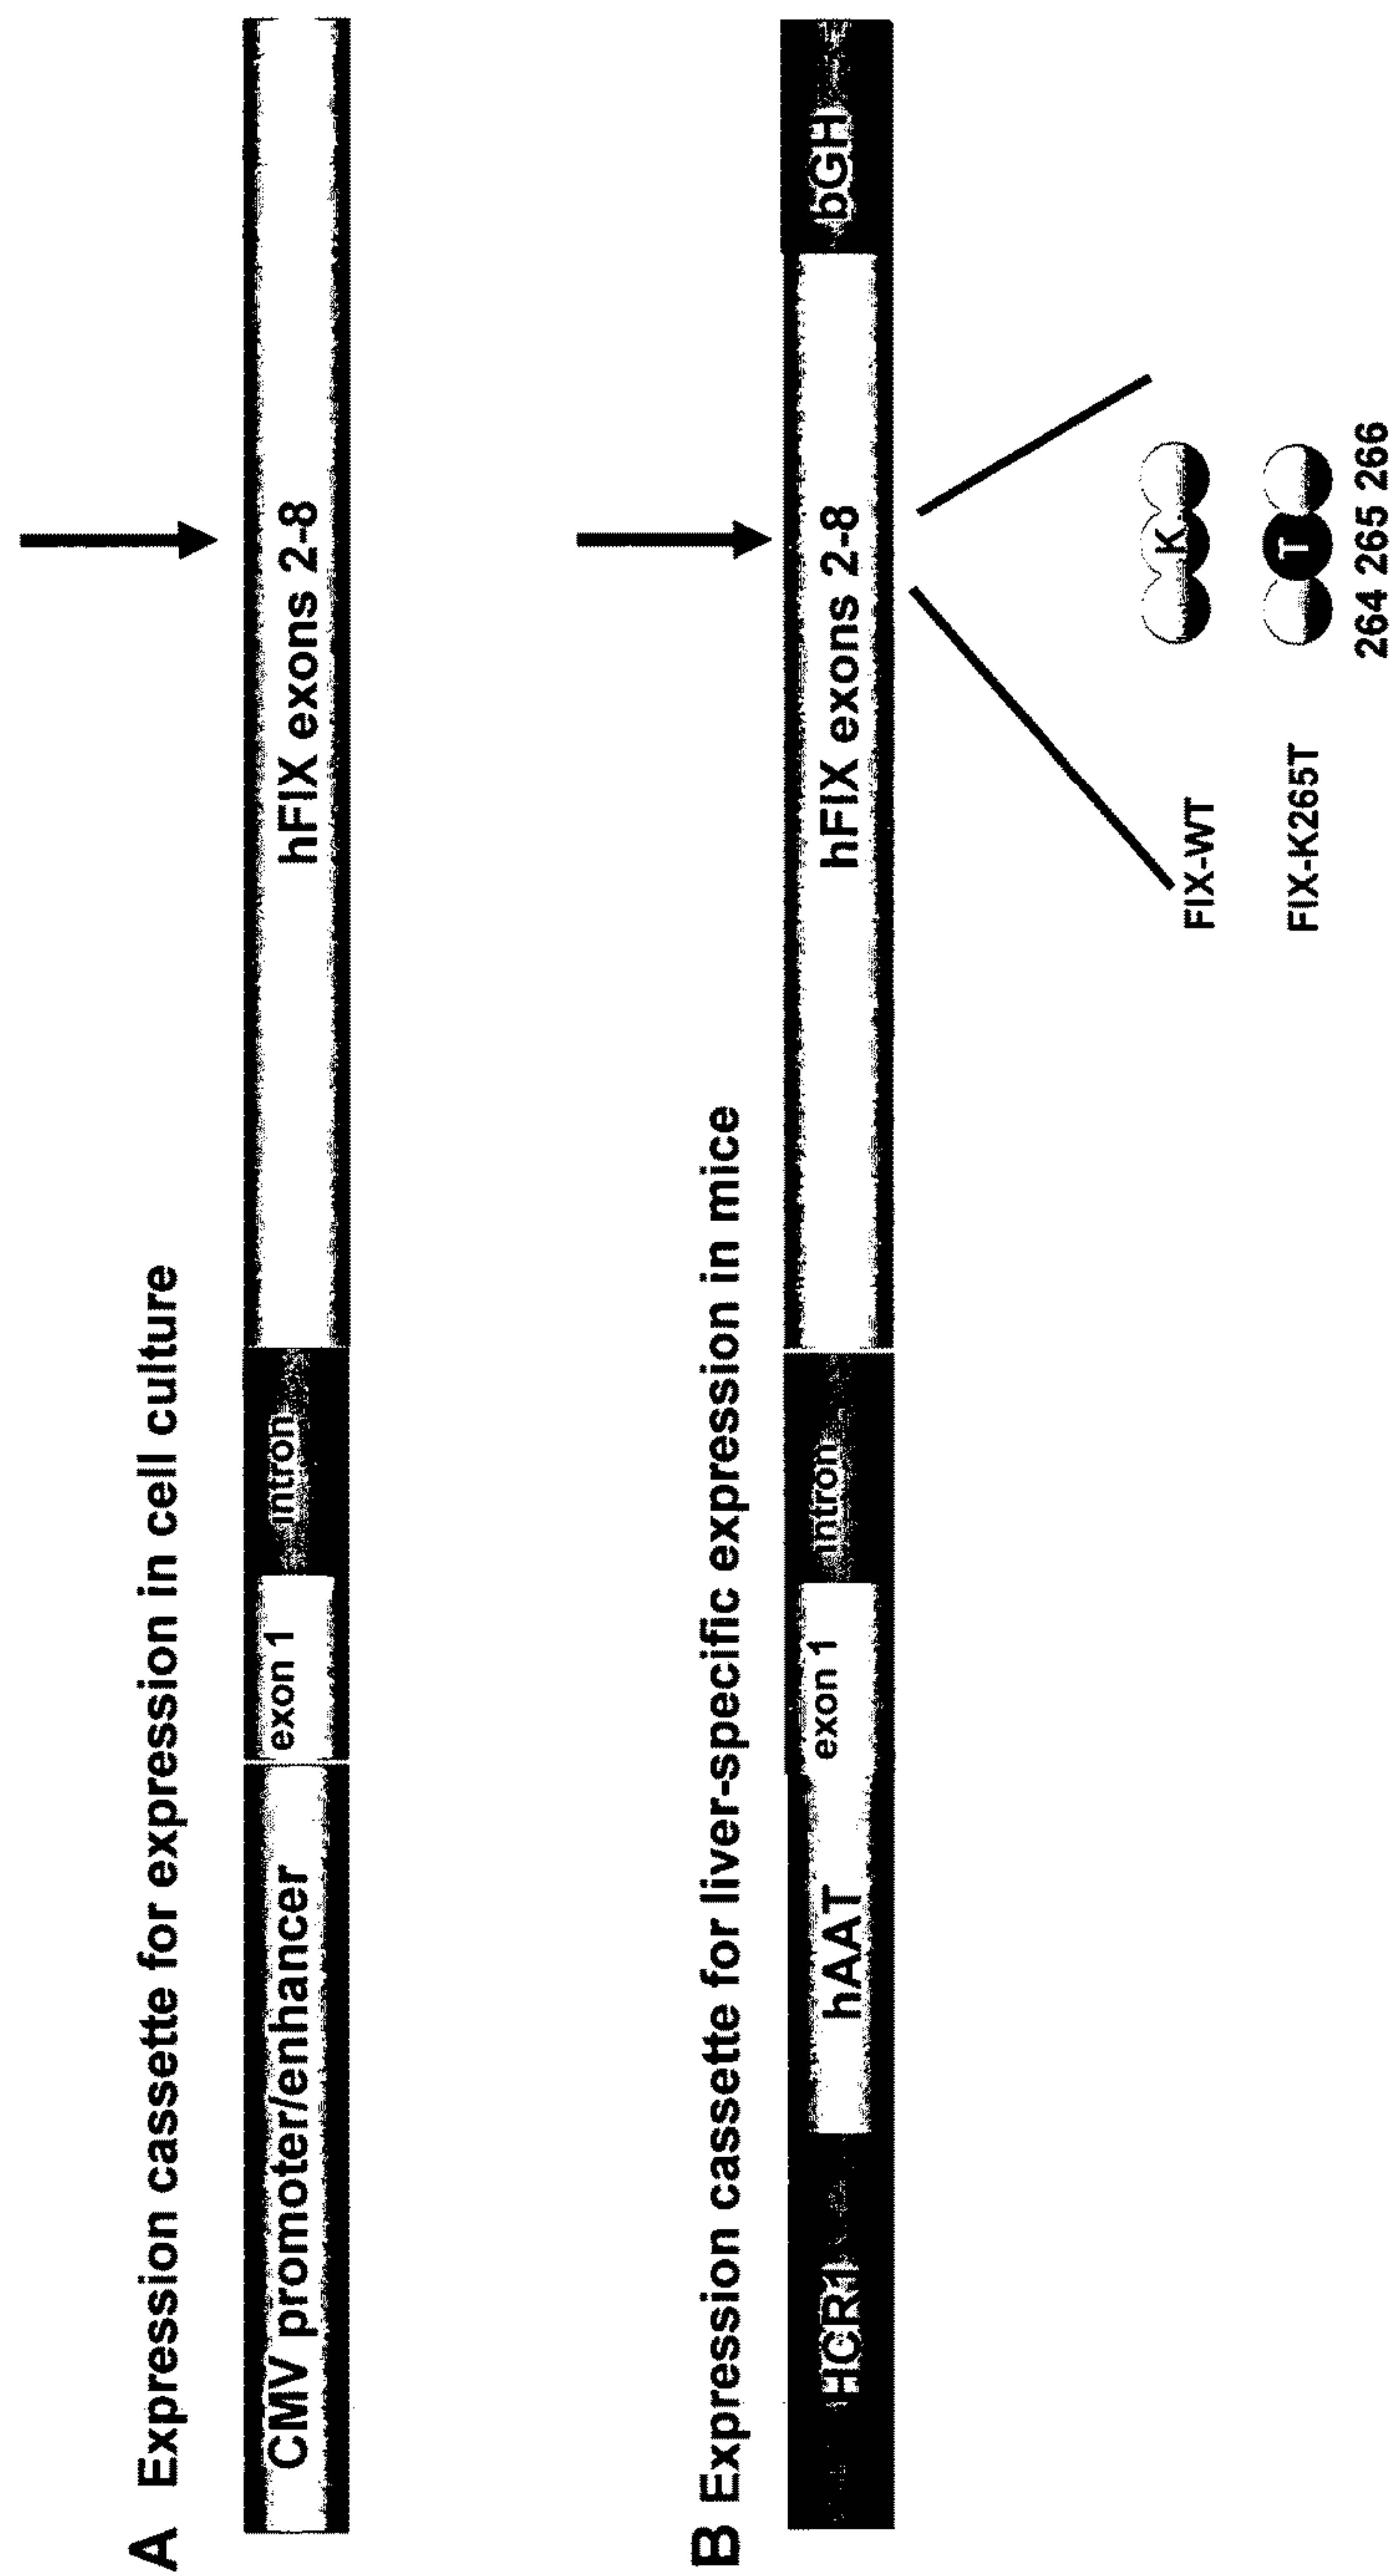 A Expression cassette for expression in cell culture
CMV promoter/enhancer exon 1 intron hFIX exons 2-8
B Expression cassette for liver-specific expression in mice
HCR1 hAAT exon 1 intron hFIX exons 2-8 bGH
FIX-WT K
FIX-K265T T
264 265 266